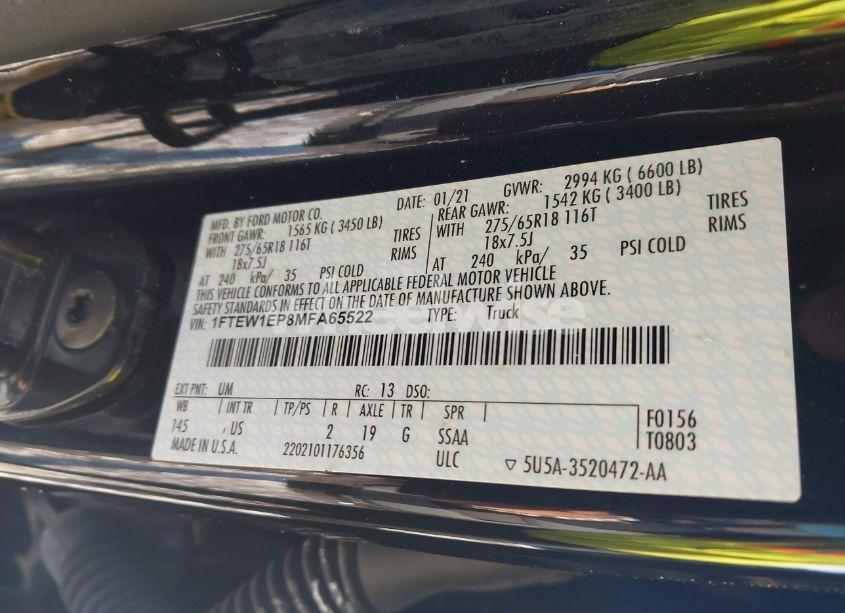 MFD. BY FORD MOTOR CO. DATE: 01/21 GVWR: 2994 KG ( 6600 LB)
FRONT GAWR: 1565 KG ( 3450 LB) REAR GAWR: 1542 KG ( 3400 LB)
WITH 275/65R18 116T TIRES WITH 275/65R18 116T TIRES
18x7.5J RIMS 18x7.5J RIMS
AT 240 kPa/ 35 PSI COLD AT 240 kPa/ 35 PSI COLD
THIS VEHICLE CONFORMS TO ALL APPLICABLE FEDERAL MOTOR VEHICLE
SAFETY STANDARDS IN EFFECT ON THE DATE OF MANUFACTURE SHOWN ABOVE.
VIN: 1FTEW1EP8MFA65522 TYPE: Truck
EXT PNT: UM RC: 13 DSO:
WB INT TR TP/PS R AXLE TR SPR
145 , US 2 19 G SSAA
F0156
T0803
MADE IN U.S.A. 2202101176356 ULC ▽ 5U5A-3520472-AA